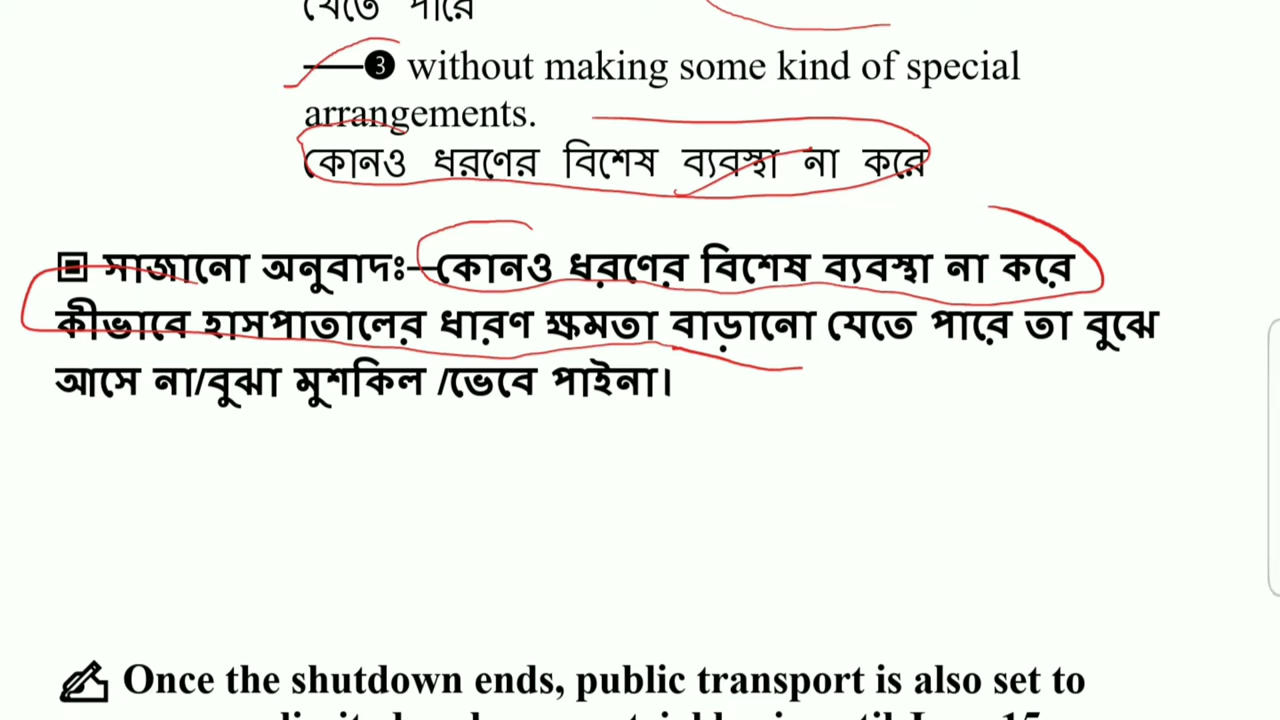 যেতে পারে
——❸ without making some kind of special
arrangements.
কোনও ধরণের বিশেষ ব্যবস্থা না করে
▣ সাজানো অনুবাদঃ—কোনও ধরণের বিশেষ ব্যবস্থা না করে
কীভাবে হাসপাতালের ধারণ ক্ষমতা বাড়ানো যেতে পারে তা বুঝে
আসে না/বুঝা মুশকিল /ভেবে পাইনা।
Once the shutdown ends, public transport is also set to